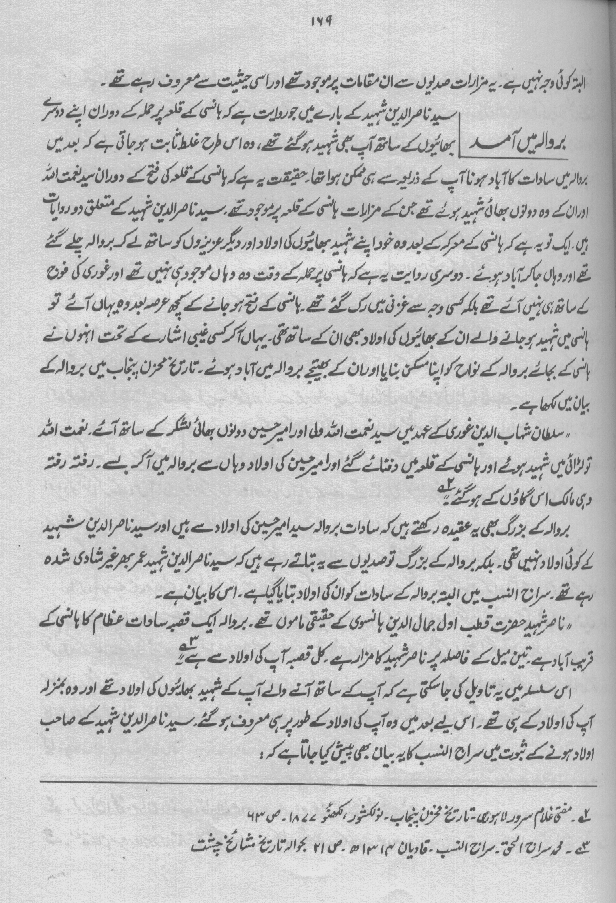 ۱۶۹
البتہ کوئی وجہ نہیں ہے۔ یہ مزارات صدیوں سے ان مقامات پر موجود تھے اور اسی حیثیت سے معروف رہے تھے۔
بروالہ میں آمد
سید ناصر الدین شہید کے بارے میں جو روایت ہے کہ ہانسی کے قلعہ پر حملہ کے دوران اپنے دوسرے
بھائیوں کے ساتھ آپ بھی شہید ہو گئے تھے، وہ اس طرح غلط ثابت ہو جاتی ہے کہ بعد میں
بروالہ میں سادات کا آباد ہونا آپ کے ذریعہ سے ہی ممکن ہوا تھا۔ حقیقت یہ ہے کہ ہانسی کے قلعہ کی فتح کے دوران سید نعمت اللہ
اور ان کے وہ دونوں بھائی شہید ہوئے تھے جن کے مزارات ہانسی کے قلعہ پر موجود تھے۔ سید ناصر الدین شہید کے متعلق دو روایات
ہیں۔ ایک تو یہ ہے کہ ہانسی کے معرکہ کے بعد وہ خود اپنے شہید بھائیوں کی اولاد اور دیگر عزیزوں کو ساتھ لے کر بروالہ چلے گئے
تھے اور وہاں جا کر آباد ہوئے۔ دوسری روایت یہ ہے کہ ہانسی پر حملہ کے وقت وہ وہاں موجود ہی نہیں تھے اور غوری کی فوج
کے ساتھ ہی نہیں آئے تھے بلکہ کسی وجہ سے غزنی میں رک گئے تھے۔ ہانسی کے فتح ہو جانے کے کچھ عرصہ بعد وہ یہاں آئے تو
ہانسی میں شہید ہو جانے والے ان کے بھائیوں کی اولاد بھی ان کے ساتھ تھی۔ یہاں آ کر کسی غیبی اشارے کے تحت انہوں نے
ہانسی کے بجائے بروالہ کے نواح کو اپنا مسکن بنایا اور ان کے بھتیجے بروالہ میں آباد ہوئے۔ تاریخ مخزن پنجاب میں بروالہ کے
بیان میں لکھا ہے۔
"سلطان شہاب الدین غوری کے عہد میں سید نعمت اللہ ولی اور امیر حسین دونوں بھائی لشکر کے ساتھ آئے۔ نعمت اللہ
تو لڑائی میں شہید ہوئے اور ہانسی کے قلعہ میں دفنائے گئے اور امیر حسین کی اولاد وہاں سے بروالہ میں آ کر بسے۔ رفتہ رفتہ
وہی مالک اس گاؤں کے ہو گئے" ۲؎
بروالہ کے بزرگ بھی یہ عقیدہ رکھتے ہیں کہ سادات بروالہ سید امیر حسین کی اولاد سے ہیں اور سید ناصر الدین شہید
کے کوئی اولاد نہیں تھی۔ بلکہ بروالہ کے بزرگ تو صدیوں سے یہ بتاتے رہے ہیں کہ سید ناصر الدین شہید عمر بھر غیر شادی شدہ
رہے تھے۔ سراج النسب میں البتہ بروالہ کے سادات کو ان کی اولاد بتایا گیا ہے۔ اس کا بیان ہے۔
"ناصر شہید حضرت قطب اول جمال الدین ہانسوی کے حقیقی ماموں تھے۔ بروالہ ایک قصبہ سادات عظام کا ہانسی کے
قریب آباد ہے۔ تین میل کے فاصلہ پر ناصر شہید کا مزار ہے۔ کل قصبہ آپ کی اولاد سے ہے" ۳؎
اس سلسلہ میں یہ تاویل کی جا سکتی ہے کہ آپ کے ساتھ آنے والے آپ کے شہید بھائیوں کی اولاد تھے اور وہ بمنزلہ
آپ کی اولاد کے ہی تھے۔ اس لیے بعد میں وہ آپ کی اولاد کے طور پر ہی معروف ہو گئے۔ سید ناصر الدین شہید کے صاحب
اولاد ہونے کے ثبوت میں سراج النسب کا یہ بیان بھی پیش کیا جاتا ہے کہ:
۲؎۔ مفتی غلام سرور لاہوری۔ تاریخ مخزن پنجاب۔ نولکشور، لکھنؤ ۱۸۷۷۔ ص ۶۳
۳؎۔ محمد سراج الحق۔ سراج النسب۔ قادیان ۱۳۱۴ھ۔ ص ۲۱ بحوالہ تاریخ مشائخ چشت